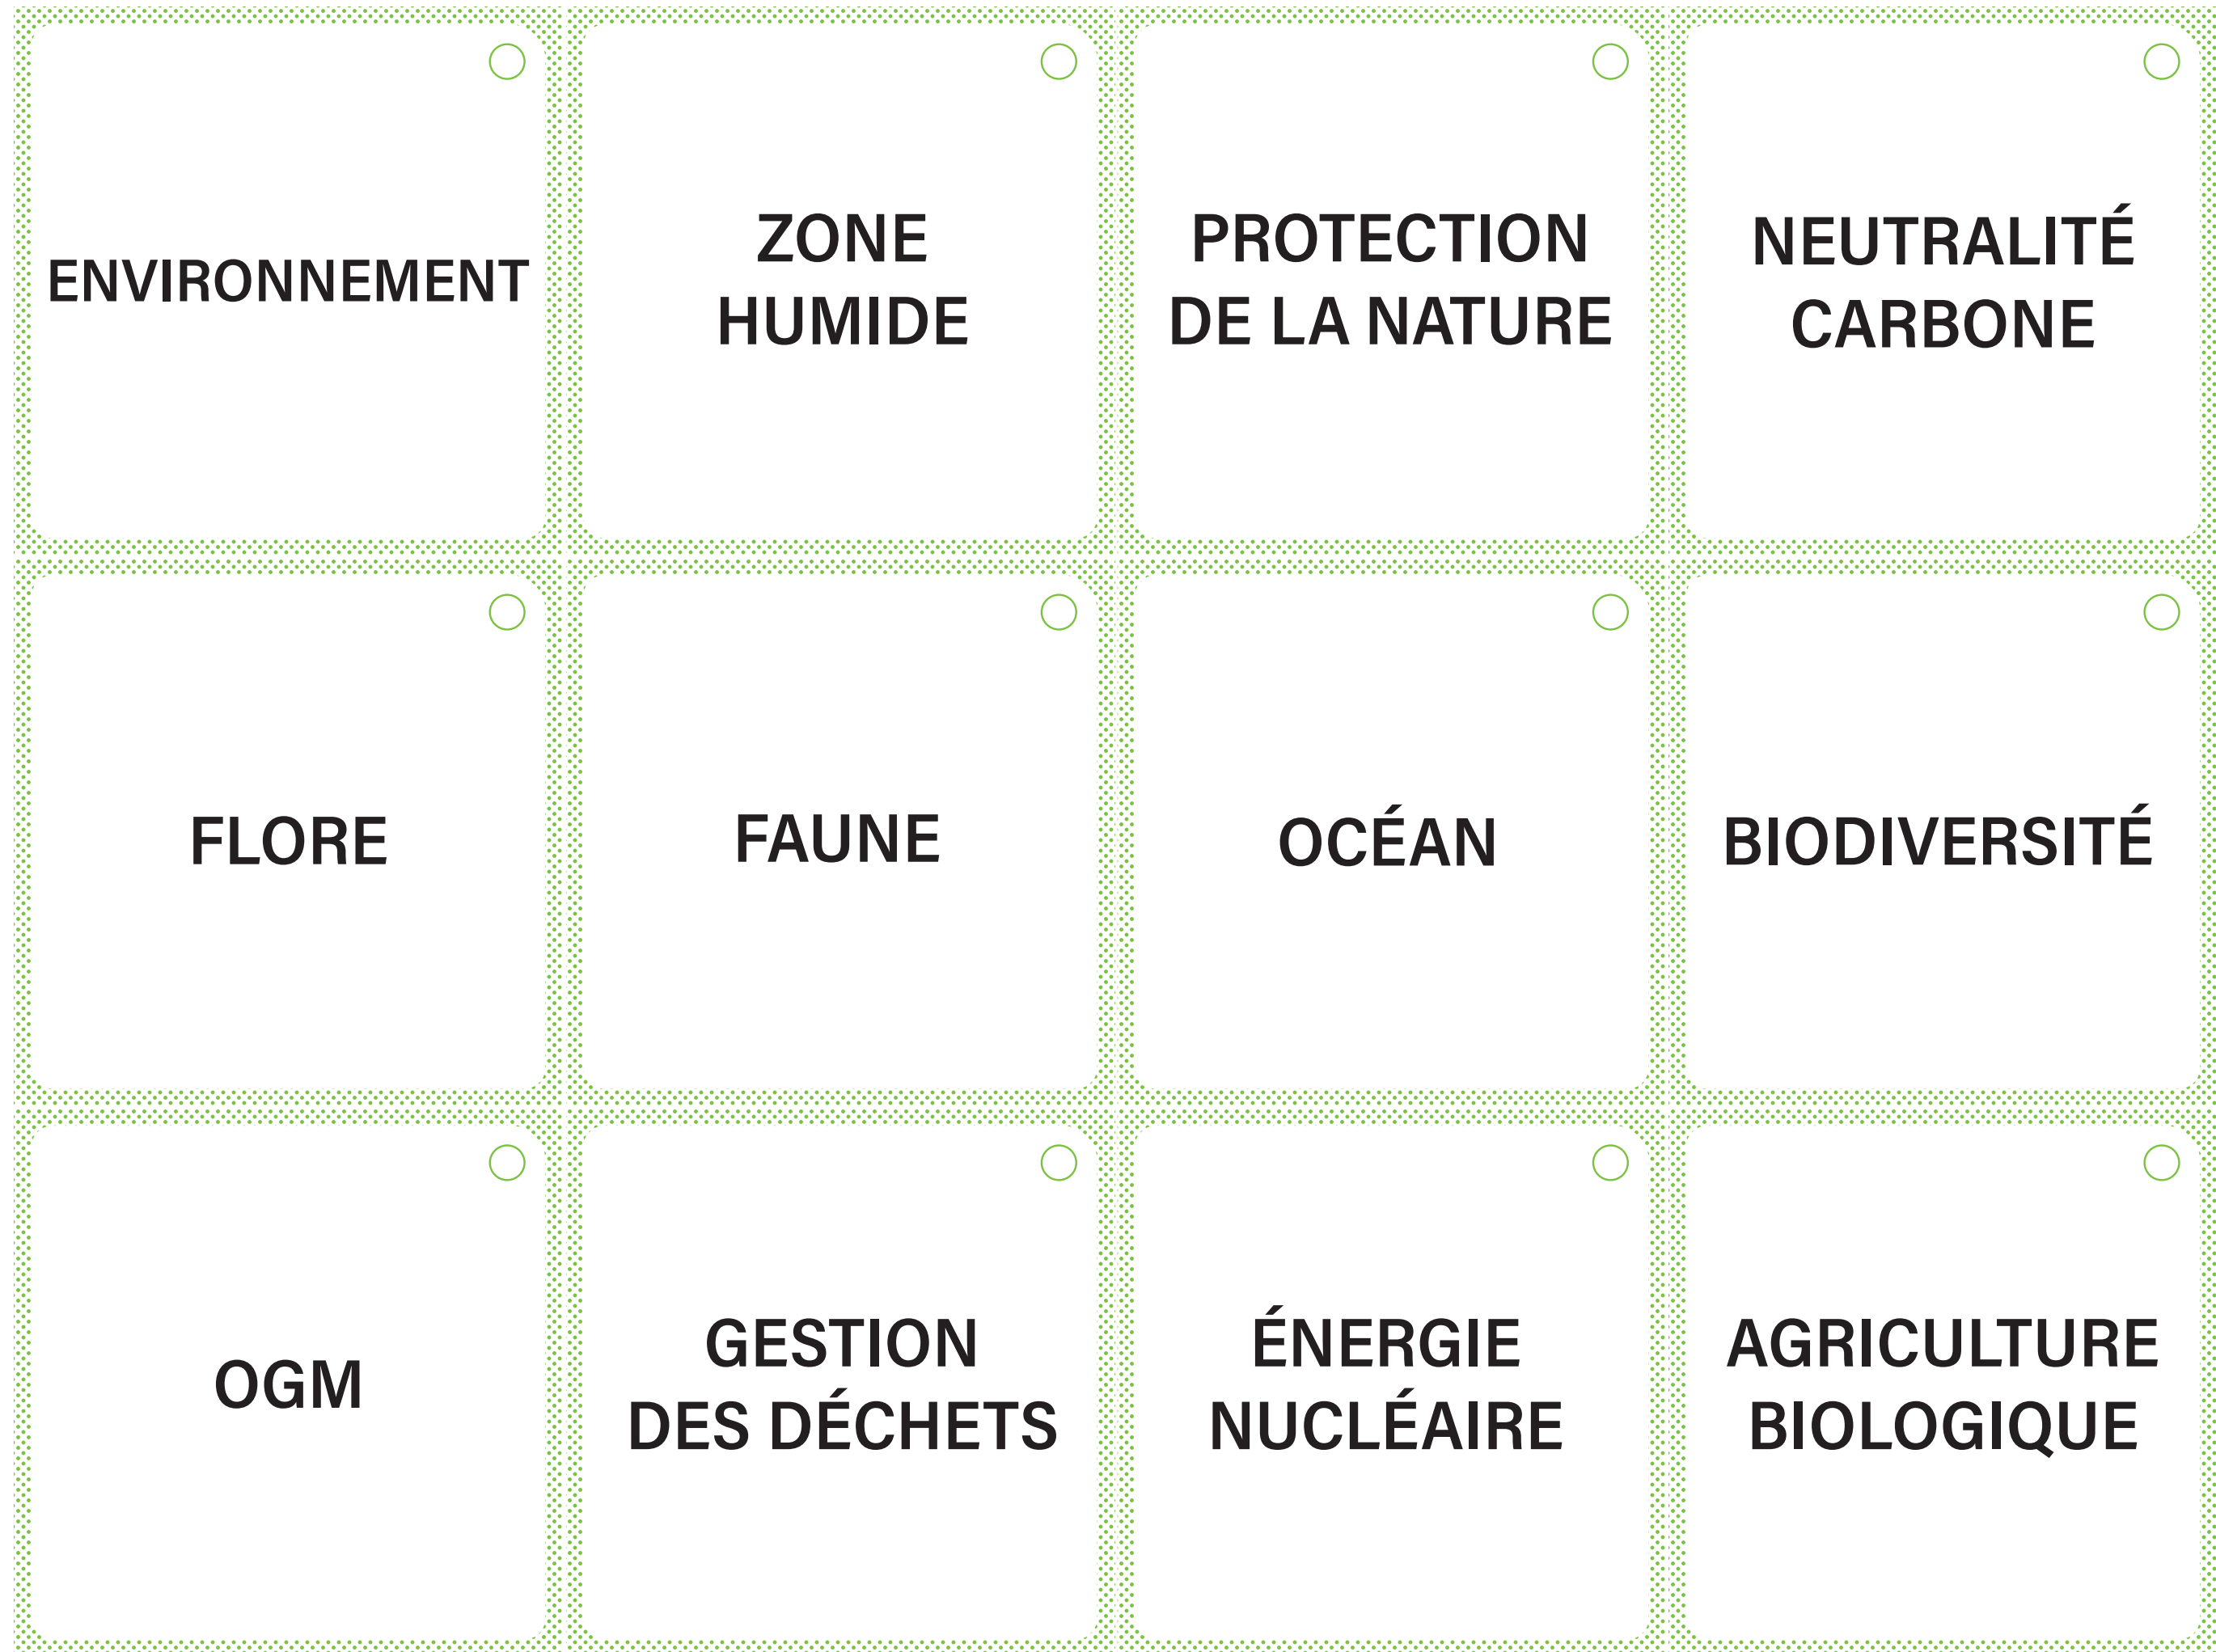 ENVIRONNEMENT
ZONE
HUMIDE
PROTECTION
DE LA NATURE
NEUTRALITÉ
CARBONE
FLORE
FAUNE
OCÉAN
BIODIVERSITÉ
OGM
GESTION
DES DÉCHETS
ÉNERGIE
NUCLÉAIRE
AGRICULTURE
BIOLOGIQUE